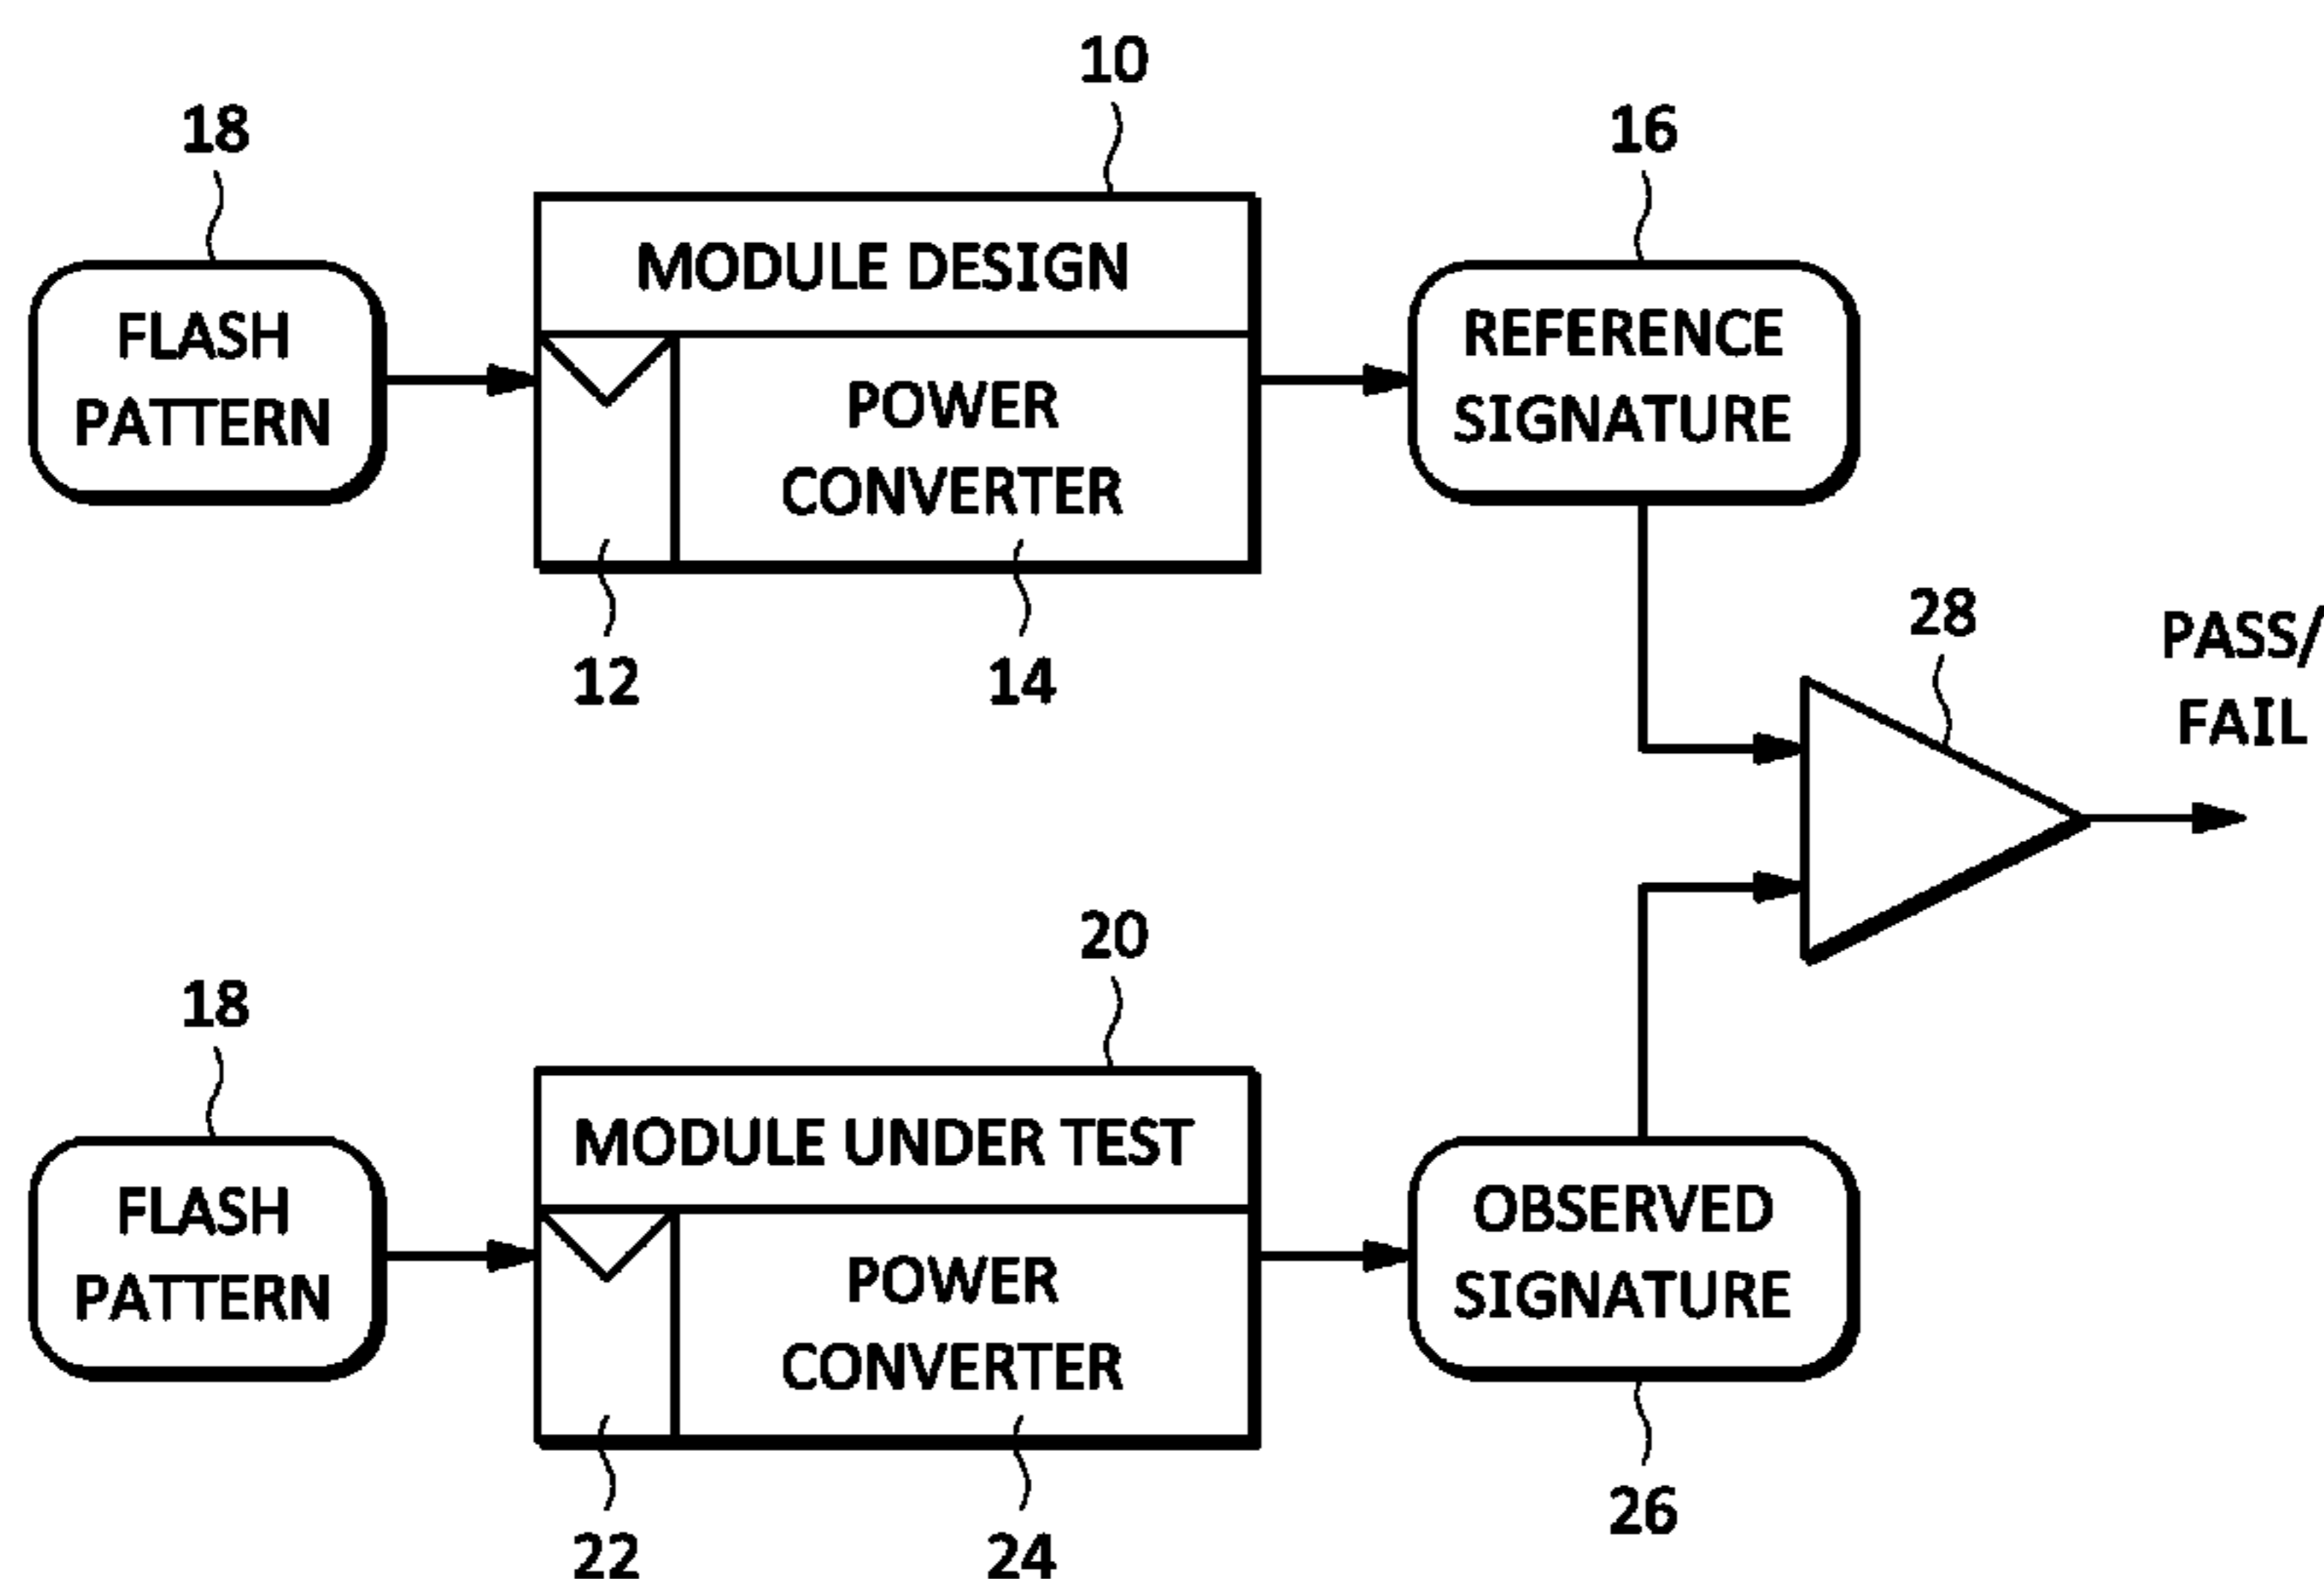 10
18
16
MODULE DESIGN
FLASH
PATTERN
POWER
CONVERTER
REFERENCE
SIGNATURE
12
14
28
PASS/
FAIL
20
18
MODULE UNDER TEST
FLASH
PATTERN
POWER
CONVERTER
OBSERVED
SIGNATURE
22
24
26